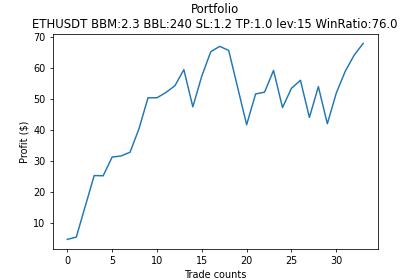 Portfolio
ETHUSDT BBM:2.3 BBL:240 SL:1.2 TP:1.0 lev:15 WinRatio:76.0
70
60
50
40
30
20
10
Profit ($)
0 5 10 15 20 25 30
Trade counts